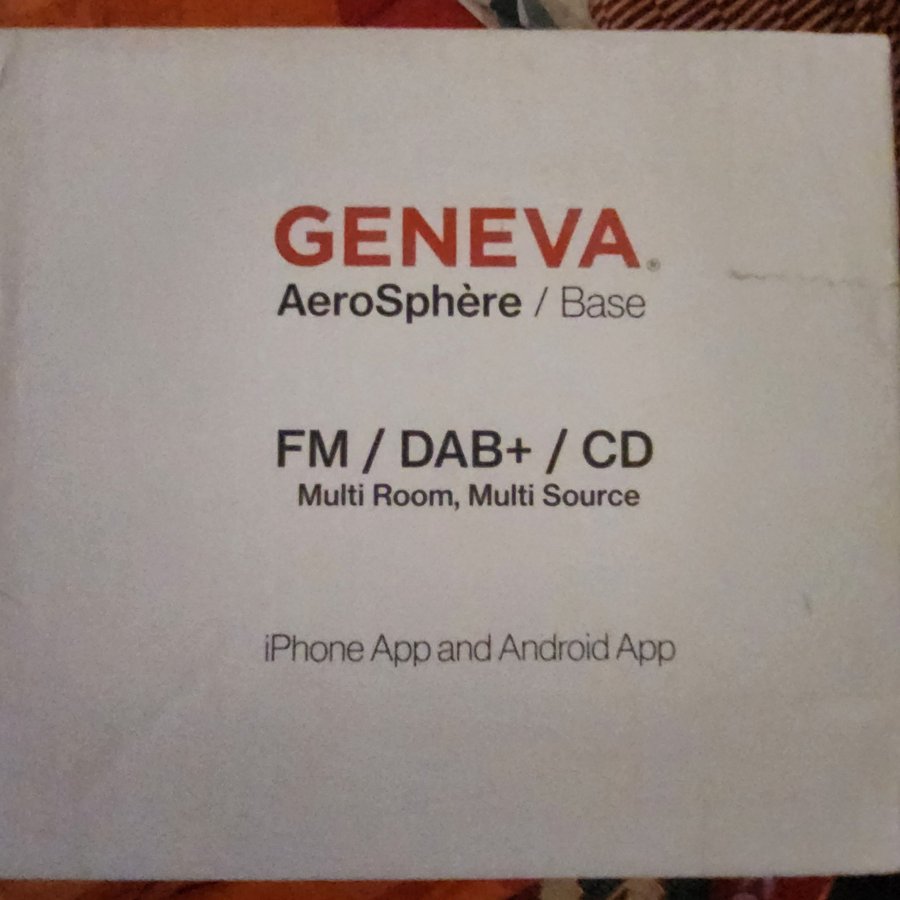 GENEVA®
AeroSphère / Base
FM / DAB+ / CD
Multi Room, Multi Source
iPhone App and Android App